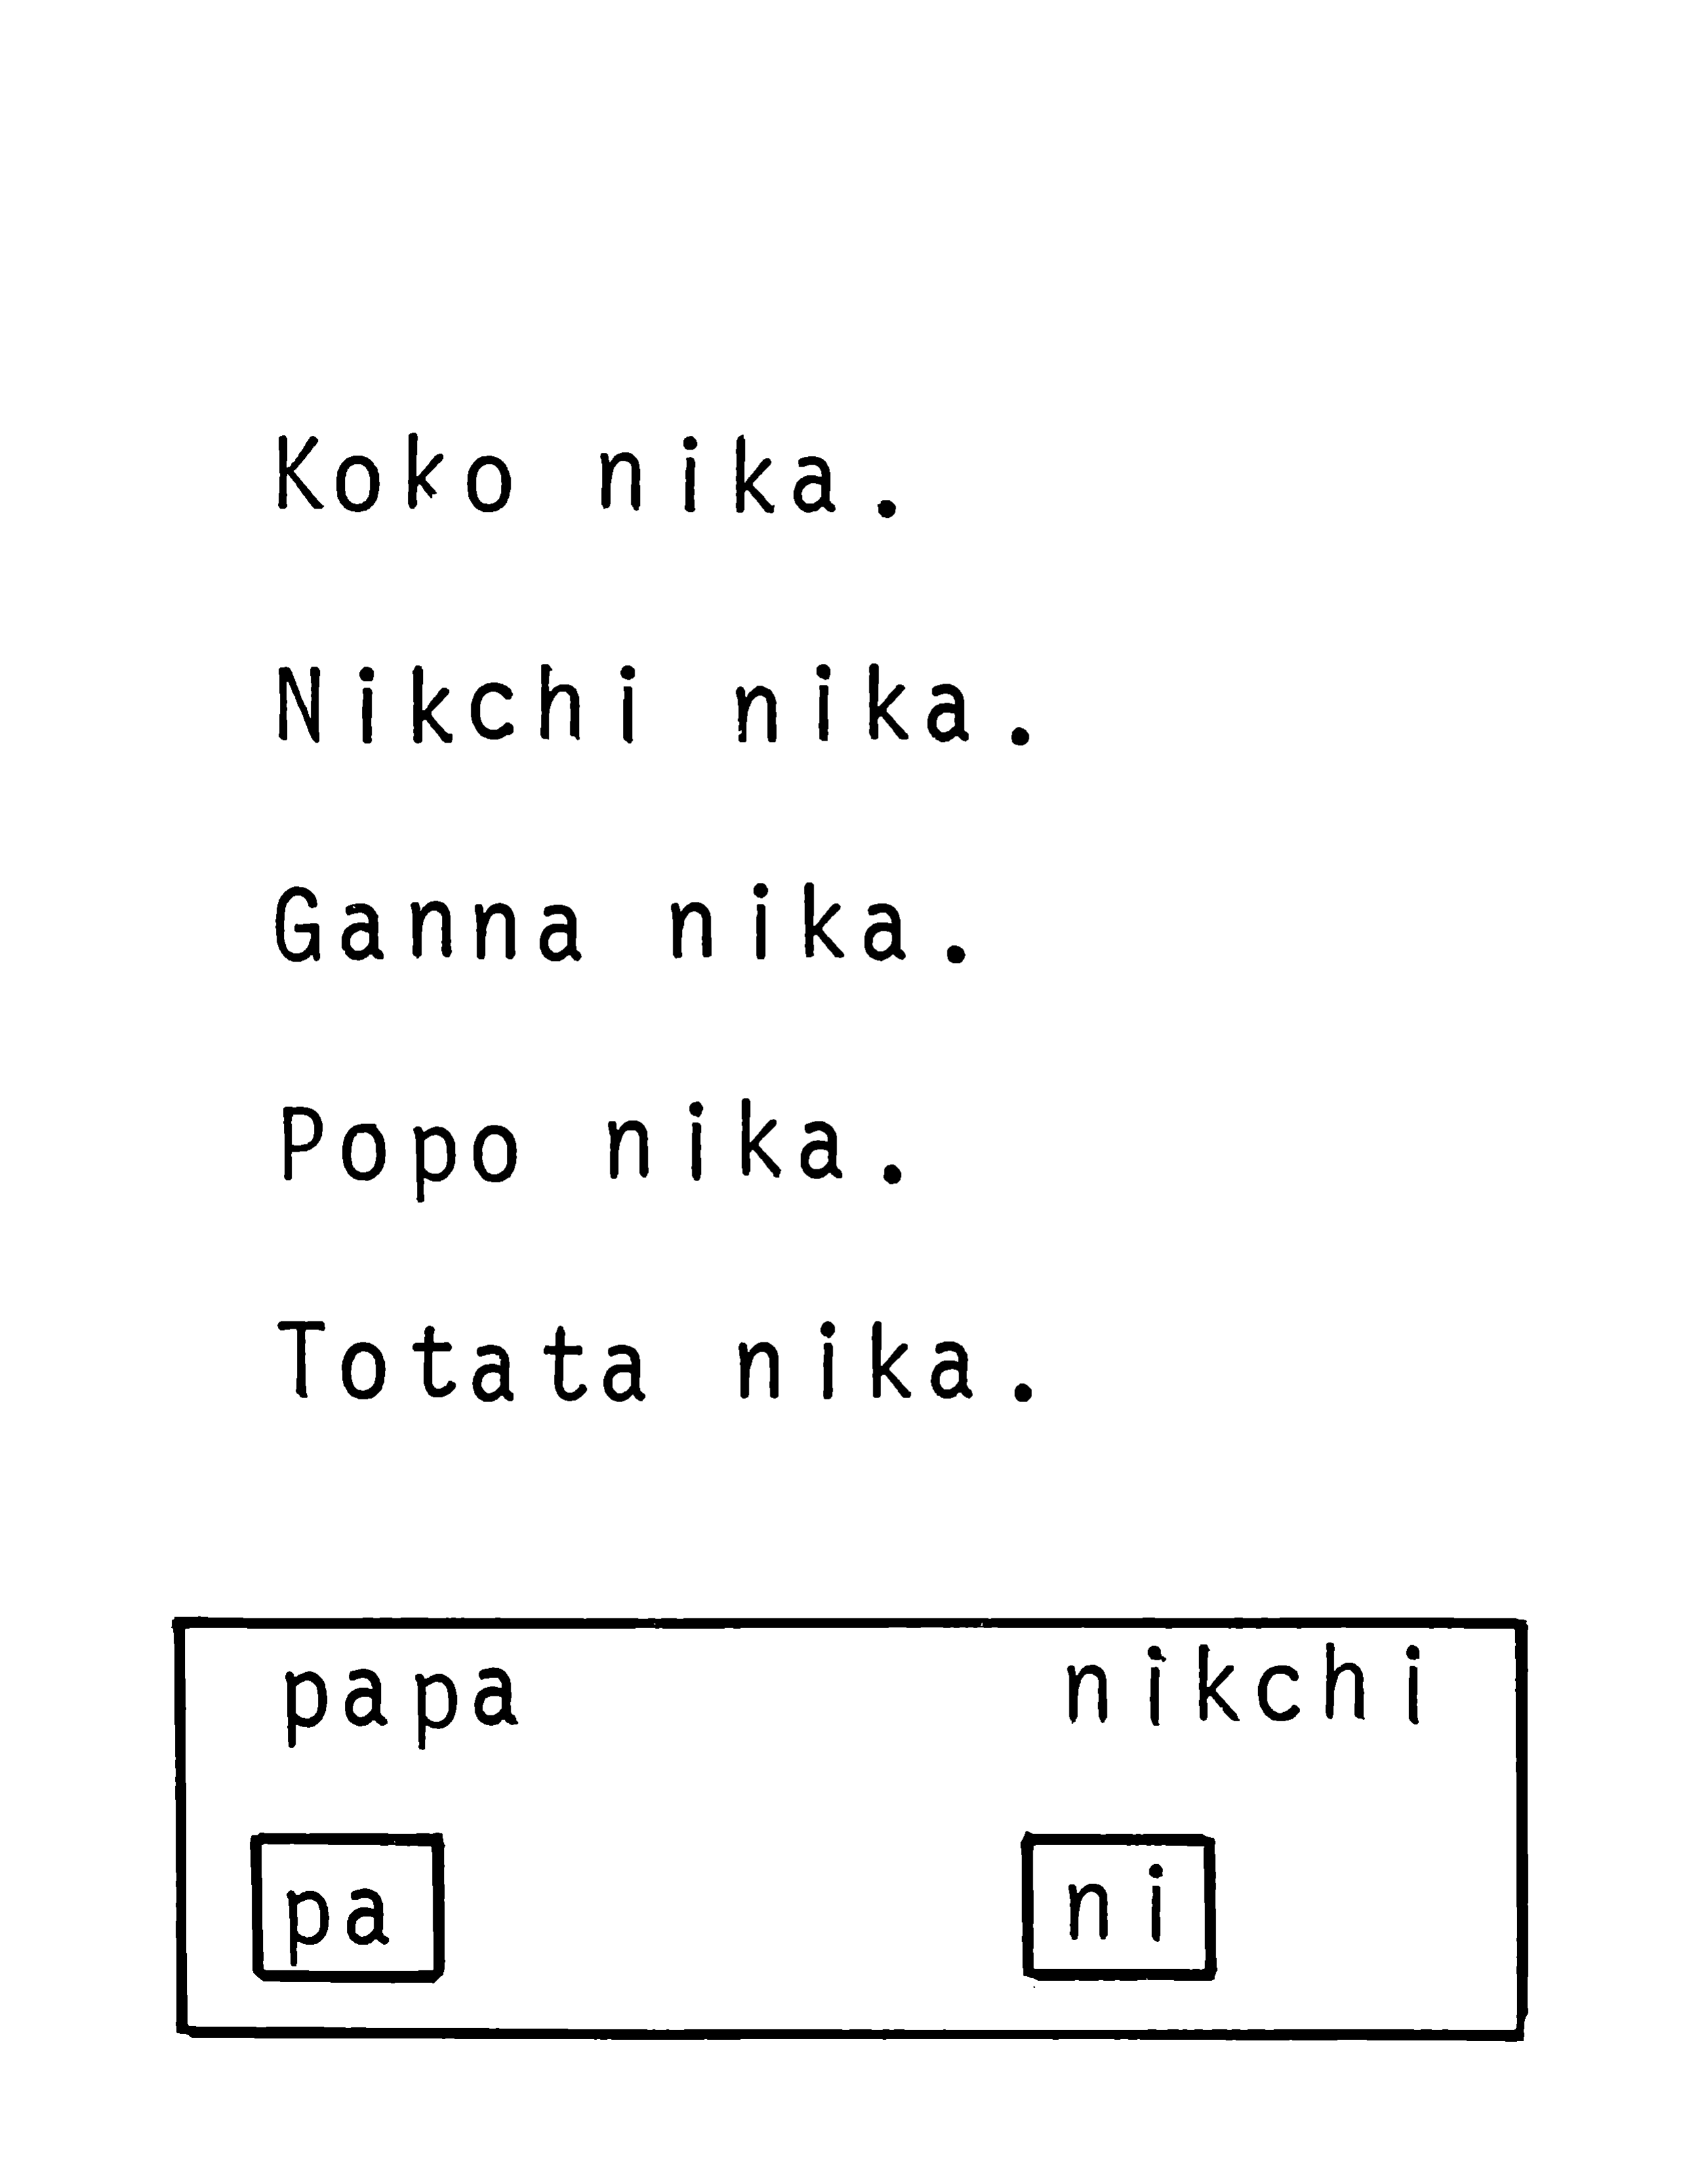 Koko nika.
Nikchi nika.
Ganna nika.
Popo nika.
Totata nika.
papa nikchi
pa ni